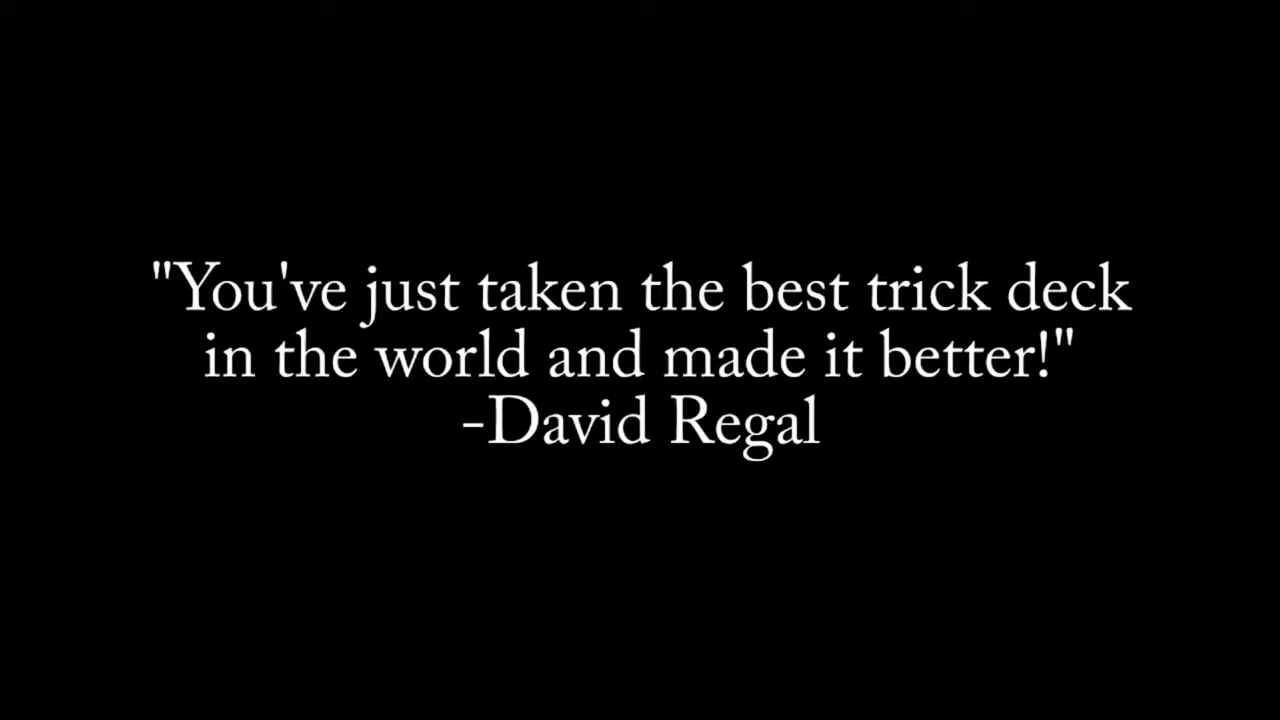 "You've just taken the best trick deck
in the world and made it better!"
-David Regal